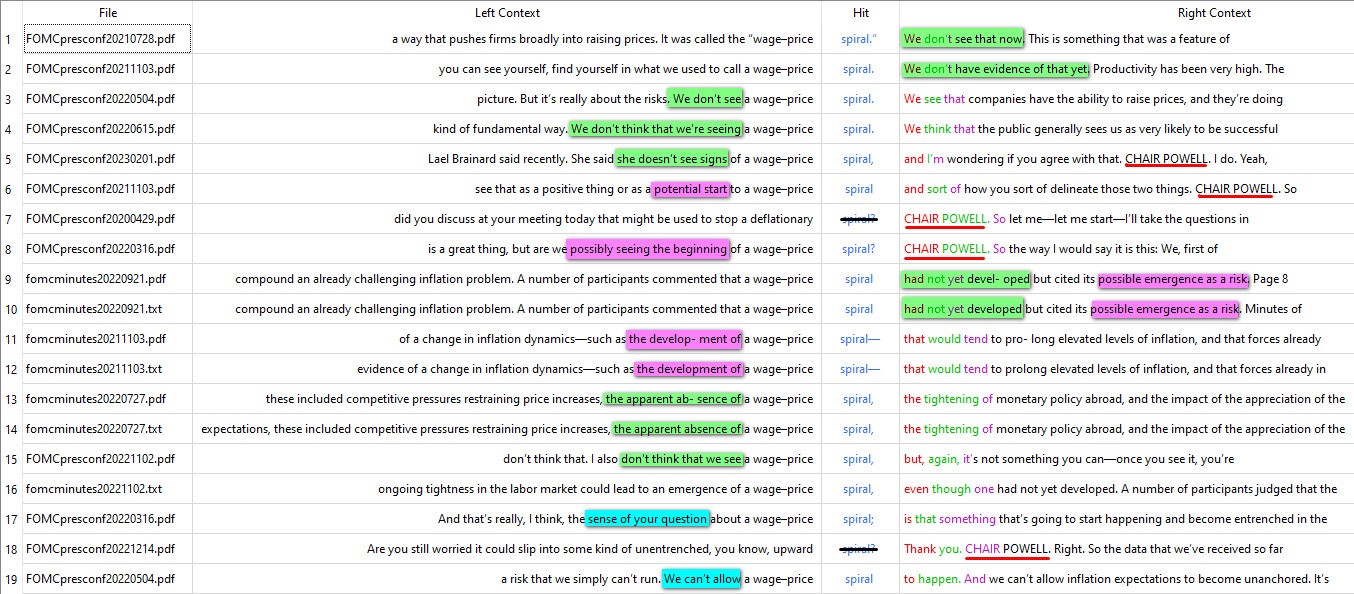 File Left Context Hit Right Context
1 FOMCpresconf20210728.pdf a way that pushes firms broadly into raising prices. It was called the “wage–price spiral.” We don’t see that now. This is something that was a feature of
2 FOMCpresconf20211103.pdf you can see yourself, find yourself in what we used to call a wage–price spiral. We don’t have evidence of that yet. Productivity has been very high. The
3 FOMCpresconf20220504.pdf picture. But it’s really about the risks. We don’t see a wage–price spiral. We see that companies have the ability to raise prices, and they’re doing
4 FOMCpresconf20220615.pdf kind of fundamental way. We don’t think that we’re seeing a wage–price spiral. We think that the public generally sees us as very likely to be successful
5 FOMCpresconf20230201.pdf Lael Brainard said recently. She said she doesn’t see signs of a wage–price spiral, and I’m wondering if you agree with that. CHAIR POWELL. I do. Yeah,
6 FOMCpresconf20211103.pdf see that as a positive thing or as a potential start to a wage–price spiral and sort of how you sort of delineate those two things. CHAIR POWELL. So
7 FOMCpresconf20200429.pdf did you discuss at your meeting today that might be used to stop a deflationary spiral? CHAIR POWELL. So let me—let me start—I’ll take the questions in
8 FOMCpresconf20220316.pdf is a great thing, but are we possibly seeing the beginning of a wage–price spiral? CHAIR POWELL. So the way I would say it is this: We, first of
9 fomcminutes20220921.pdf compound an already challenging inflation problem. A number of participants commented that a wage–price spiral had not yet devel- oped but cited its possible emergence as a risk. Page 8
10 fomcminutes20220921.txt compound an already challenging inflation problem. A number of participants commented that a wage–price spiral had not yet developed but cited its possible emergence as a risk. Minutes of
11 fomcminutes20211103.pdf of a change in inflation dynamics—such as the develop- ment of a wage–price spiral— that would tend to pro- long elevated levels of inflation, and that forces already
12 fomcminutes20211103.txt evidence of a change in inflation dynamics—such as the development of a wage–price spiral— that would tend to prolong elevated levels of inflation, and that forces already in
13 fomcminutes20220727.pdf these included competitive pressures restraining price increases, the apparent ab- sence of a wage–price spiral, the tightening of monetary policy abroad, and the impact of the appreciation of the
14 fomcminutes20220727.txt expectations, these included competitive pressures restraining price increases, the apparent absence of a wage–price spiral, the tightening of monetary policy abroad, and the impact of the appreciation of the
15 FOMCpresconf20221102.pdf don’t think that. I also don’t think that we see a wage–price spiral, but, again, it’s not something you can—once you see it, you’re
16 fomcminutes20221102.txt ongoing tightness in the labor market could lead to an emergence of a wage–price spiral, even though one had not yet developed. A number of participants judged that the
17 FOMCpresconf20220316.pdf And that’s really, I think, the sense of your question about a wage–price spiral; is that something that’s going to start happening and become entrenched in the
18 FOMCpresconf20221214.pdf Are you still worried it could slip into some kind of unentrenched, you know, upward spiral? Thank you. CHAIR POWELL. Right. So the data that we’ve received so far
19 FOMCpresconf20220504.pdf a risk that we simply can’t run. We can’t allow a wage–price spiral to happen. And we can’t allow inflation expectations to become unanchored. It’s